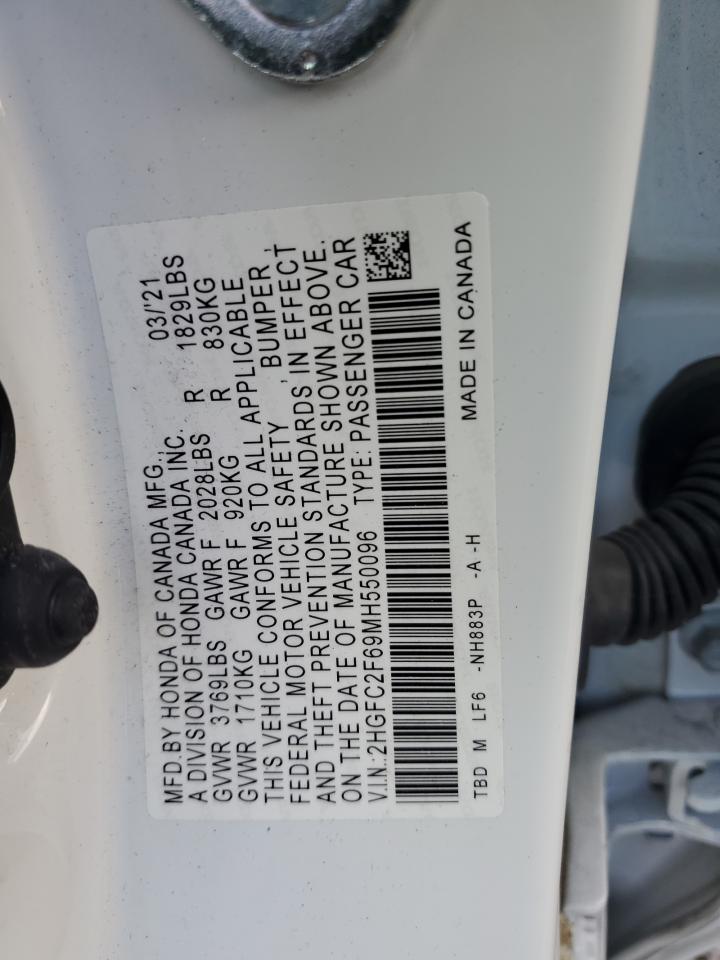 MFD.BY HONDA OF CANADA MFG., 03/'21
A DIVISION OF HONDA CANADA INC.
GVWR 3769LBS GAWR F 2028LBS R 1829LBS
GVWR 1710KG GAWR F 920KG R 830KG
THIS VEHICLE CONFORMS TO ALL APPLICABLE
FEDERAL MOTOR VEHICLE SAFETY , BUMPER ,
AND THEFT PREVENTION STANDARDS IN EFFECT
ON THE DATE OF MANUFACTURE SHOWN ABOVE.
V.I.N.:2HGFC2F69MH550096 TYPE: PASSENGER CAR
TBD M LF6 -NH883P -A -H MADE IN CANADA